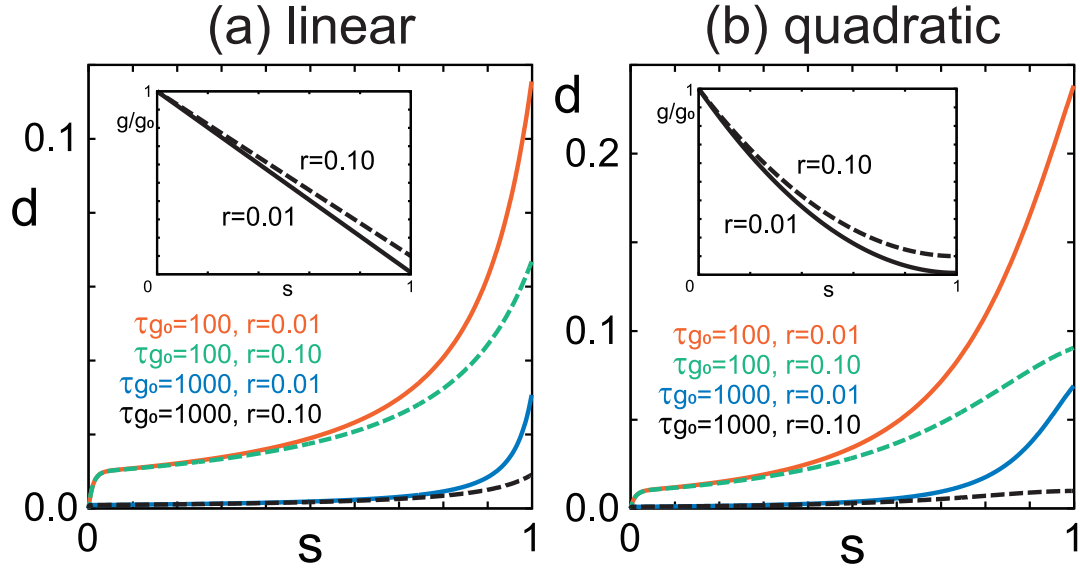 (a) linear
d
0.1
0.0
0
s
1
1
g/g₀
r=0.10
r=0.01
0
s
1
τg₀=100, r=0.01
τg₀=100, r=0.10
τg₀=1000, r=0.01
τg₀=1000, r=0.10
(b) quadratic
d
0.2
0.1
0.0
0
s
1
1
g/g₀
r=0.10
r=0.01
0
s
1
τg₀=100, r=0.01
τg₀=100, r=0.10
τg₀=1000, r=0.01
τg₀=1000, r=0.10